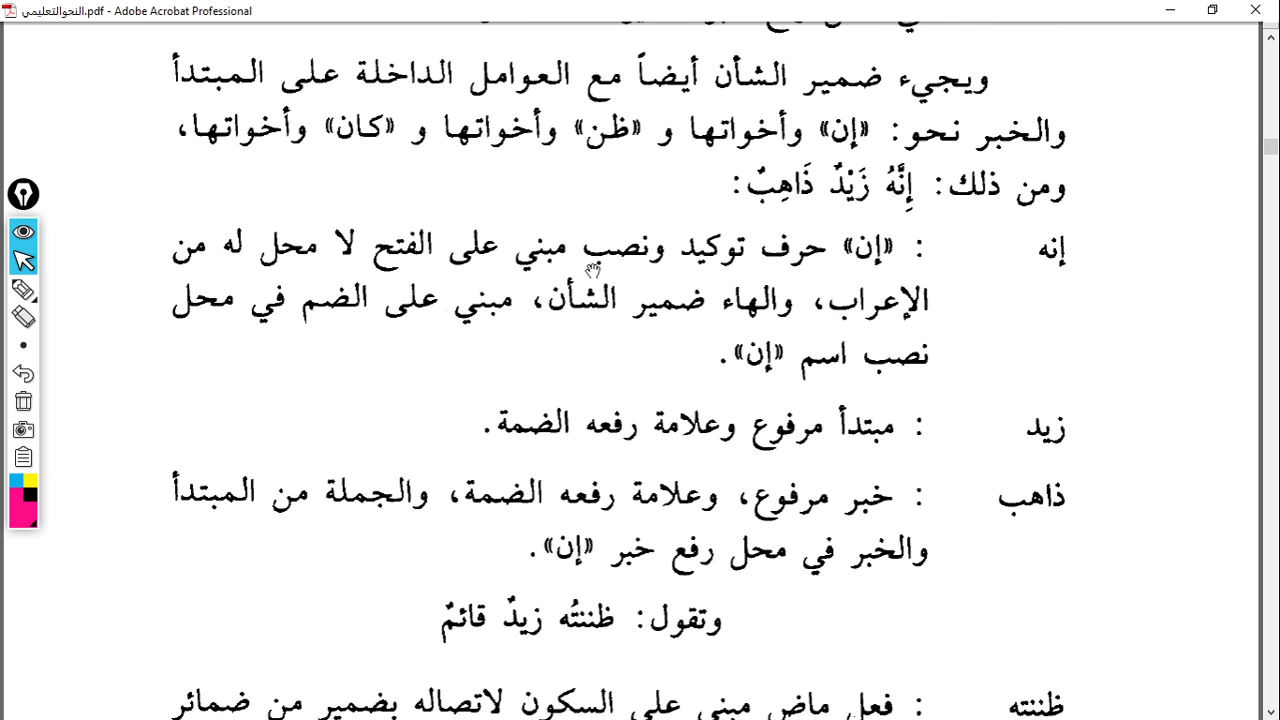 النحوالتعليمي.pdf - Adobe Acrobat Professional
ويجيء ضمير الشأن أيضاً مع العوامل الداخلة على المبتدأ
والخبر نحو: «إن» وأخواتها و «ظن» وأخواتها و «كان» وأخواتها،
ومن ذلك: إِنَّهُ زَيْدٌ ذَاهِبٌ:
إنه : «إن» حرف توكيد ونصب مبني على الفتح لا محل له من
الإعراب، والهاء ضمير الشأن، مبني على الضم في محل
نصب اسم «إن».
زيد : مبتدأ مرفوع وعلامة رفعه الضمة.
ذاهب : خبر مرفوع، وعلامة رفعه الضمة، والجملة من المبتدأ
والخبر في محل رفع خبر «إن».
وتقول: ظننتُه زيدٌ قائمٌ
ظننته : فعل ماض مبني على السكون لاتصاله بضمير من ضمائر